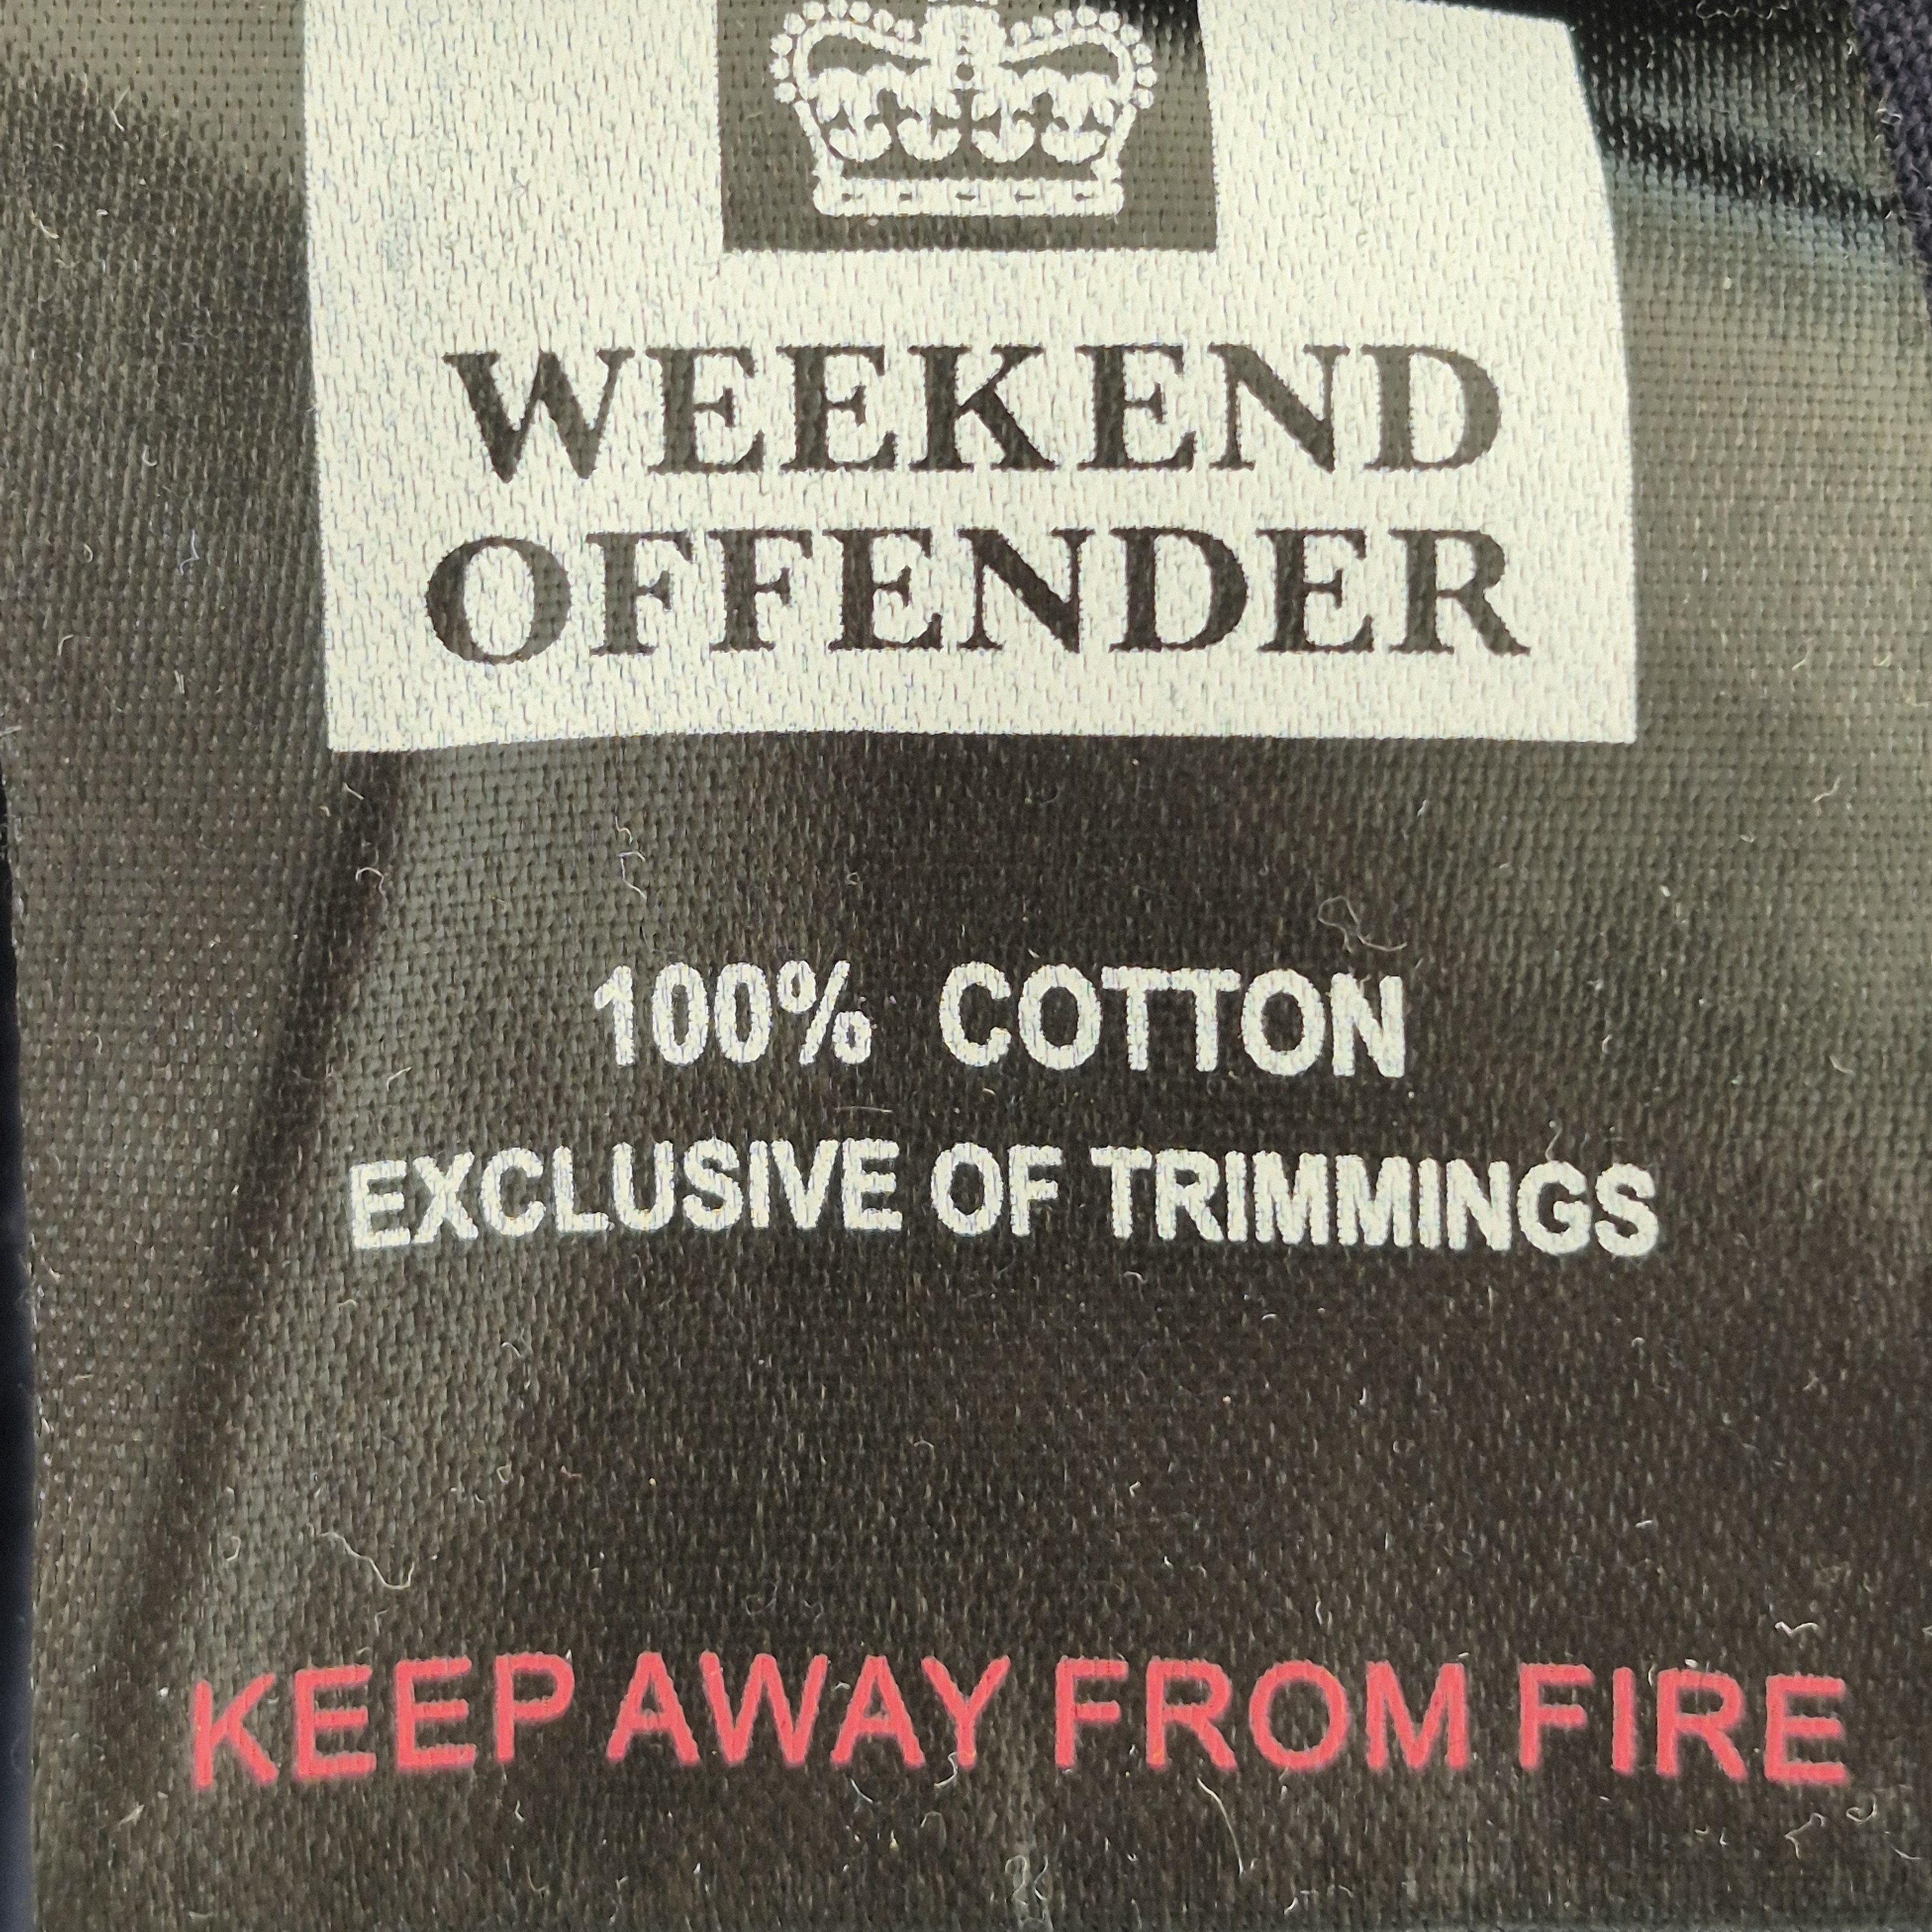 WEEKEND
OFFENDER
100% COTTON
EXCLUSIVE OF TRIMMINGS
KEEP AWAY FROM FIRE